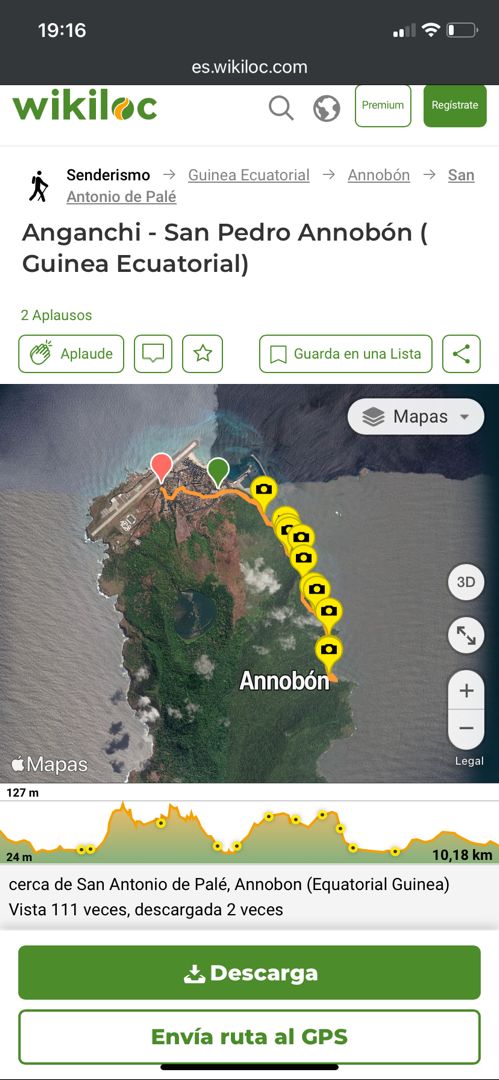 19:16
es.wikiloc.com
wikiloc
Premium
Regístrate
Senderismo → Guinea Ecuatorial → Annobón → San
Antonio de Palé
Anganchi - San Pedro Annobón (
Guinea Ecuatorial)
2 Aplausos
Aplaude
Guarda en una Lista
Mapas
3D
Annobón
+
−
Mapas
Legal
127 m
24 m
10,18 km
cerca de San Antonio de Palé, Annobon (Equatorial Guinea)
Vista 111 veces, descargada 2 veces
Descarga
Envía ruta al GPS